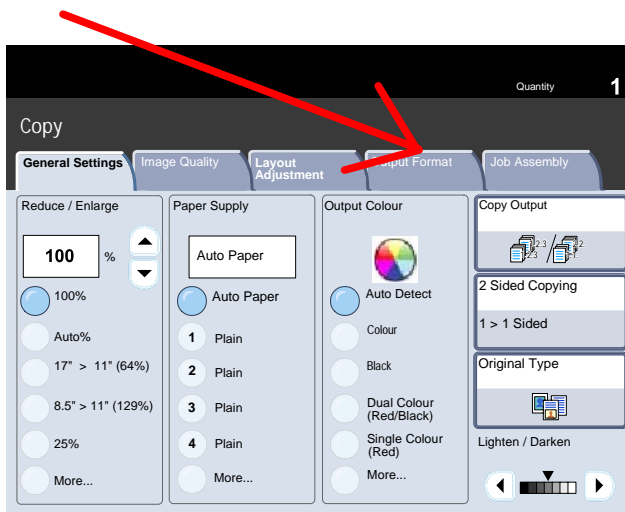 Quantity 1
Copy
General Settings Image Quality Layout Adjustment Output Format Job Assembly
Reduce / Enlarge
100 %
100%
Auto%
17" > 11" (64%)
8.5" > 11" (129%)
25%
More...
Paper Supply
Auto Paper
Auto Paper
1 Plain
2 Plain
3 Plain
4 Plain
More...
Output Colour
Auto Detect
Colour
Black
Dual Colour
(Red/Black)
Single Colour
(Red)
More...
Copy Output
2 Sided Copying
1 > 1 Sided
Original Type
Lighten / Darken